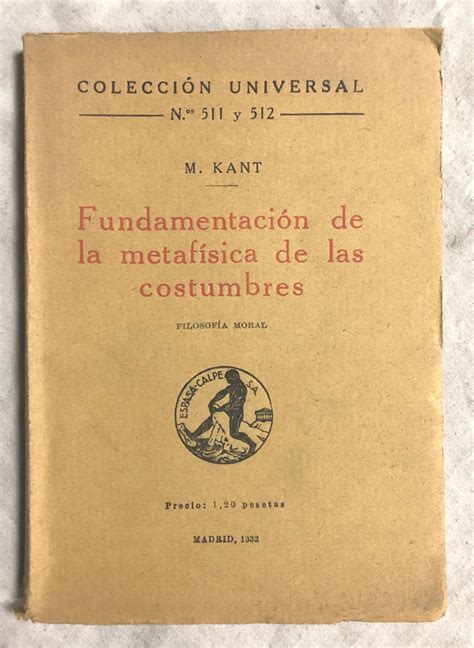 COLECCIÓN UNIVERSAL
N.os 511 y 512
M. KANT
Fundamentación de
la metafísica de las
costumbres
FILOSOFÍA MORAL
ESPASA-CALPE S.A.
Precio: 1,20 pesetas
MADRID, 1932